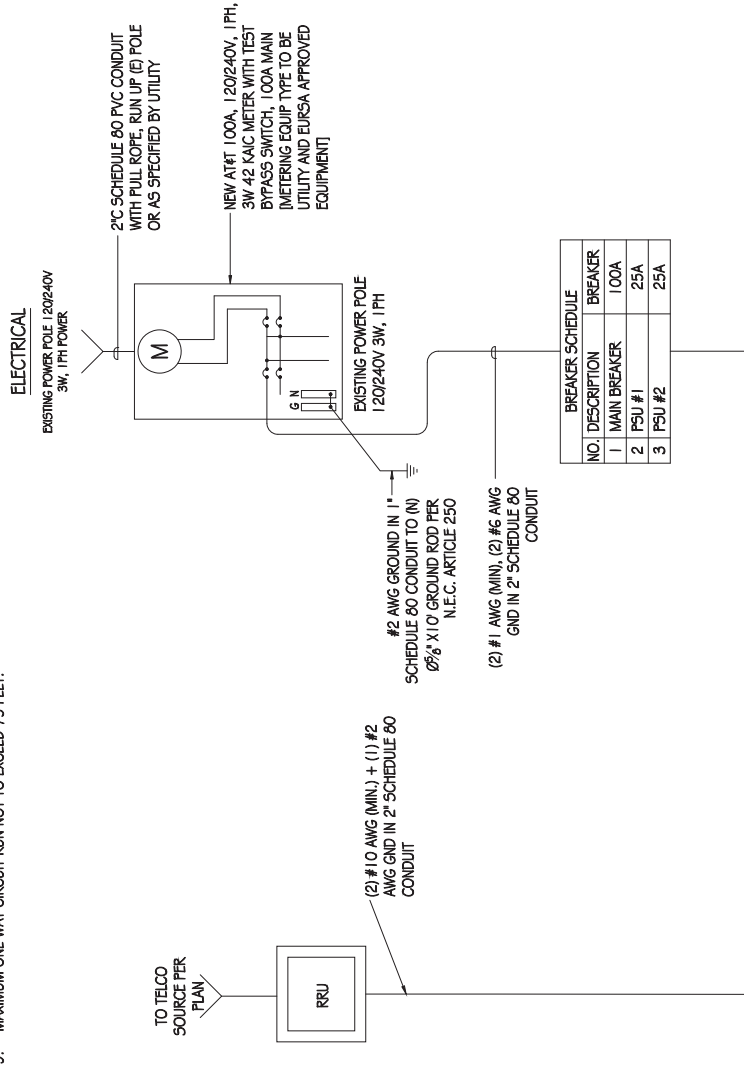 MAXIMUM ONE WAY CIRCUIT RUN NOT TO EXCEED 75 FEET.
ELECTRICAL
EXISTING POWER POLE 120/240V
3W, 1PH POWER
2"C SCHEDULE 80 PVC CONDUIT
WITH PULL ROPE, RUN UP (E) POLE
OR AS SPECIFIED BY UTILITY
NEW AT&T 100A, 120/240V, 1PH,
3W 42 KAIC METER WITH TEST
BYPASS SWITCH, 100A MAIN
[METERING EQUIP TYPE TO BE
UTILITY AND EURSA APPROVED
EQUIPMENT]
M
G N
EXISTING POWER POLE
120/240V 3W, 1PH
#2 AWG GROUND IN 1"
SCHEDULE 80 CONDUIT TO (N)
Ø5/8" X10' GROUND ROD PER
N.E.C. ARTICLE 250
(2) #1 AWG (MIN), (2) #6 AWG
GND IN 2" SCHEDULE 80
CONDUIT
BREAKER SCHEDULE
NO. DESCRIPTION BREAKER
1 MAIN BREAKER 100A
2 PSU #1 25A
3 PSU #2 25A
TO TELCO
SOURCE PER
PLAN
RRU
(2) #10 AWG (MIN.) + (1) #2
AWG GND IN 2" SCHEDULE 80
CONDUIT